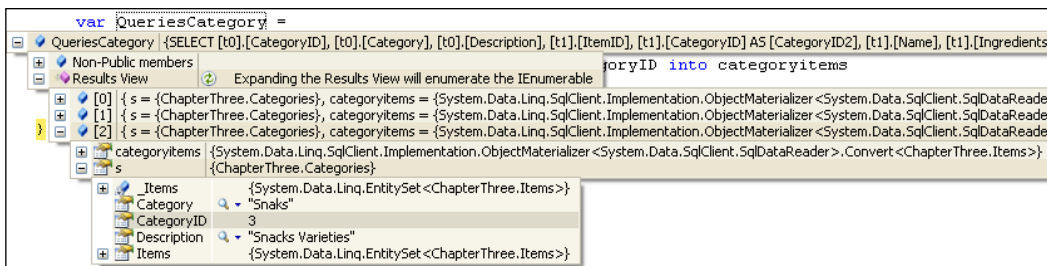 var QueriesCategory =
QueriesCategory {SELECT [t0].[CategoryID], [t0].[Category], [t0].[Description], [t1].[ItemID], [t1].[CategoryID] AS [CategoryID2], [t1].[Name], [t1].[Ingredients
Non-Public members
goryID into categoryitems
Results View Expanding the Results View will enumerate the IEnumerable
[0] { s = {ChapterThree.Categories}, categoryitems = {System.Data.Linq.SqlClient.Implementation.ObjectMaterializer<System.Data.SqlClient.SqlDataReade
[1] { s = {ChapterThree.Categories}, categoryitems = {System.Data.Linq.SqlClient.Implementation.ObjectMaterializer<System.Data.SqlClient.SqlDataReade
} [2] { s = {ChapterThree.Categories}, categoryitems = {System.Data.Linq.SqlClient.Implementation.ObjectMaterializer<System.Data.SqlClient.SqlDataReade
categoryitems {System.Data.Linq.SqlClient.Implementation.ObjectMaterializer<System.Data.SqlClient.SqlDataReader>.Convert<ChapterThree.Items>}
s {ChapterThree.Categories}
_Items {System.Data.Linq.EntitySet<ChapterThree.Items>}
Category "Snaks"
CategoryID 3
Description "Snacks Varieties"
Items {System.Data.Linq.EntitySet<ChapterThree.Items>}